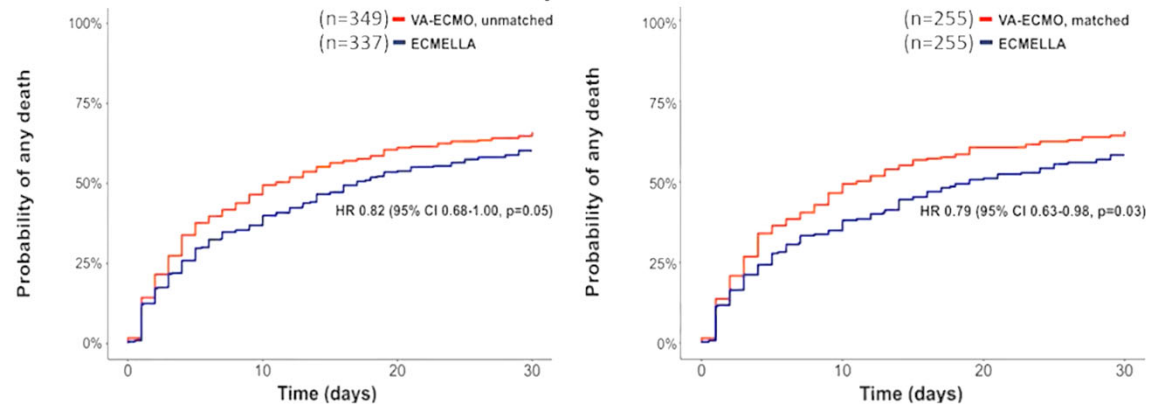 (n=349) VA-ECMO, unmatched
(n=337) ECMELLA
Probability of any death
100%
75%
50%
25%
0%
HR 0.82 (95% CI 0.68-1.00, p=0.05)
0 10 20 30
Time (days)
(n=255) VA-ECMO, matched
(n=255) ECMELLA
Probability of any death
100%
75%
50%
25%
0%
HR 0.79 (95% CI 0.63-0.98, p=0.03)
0 10 20 30
Time (days)